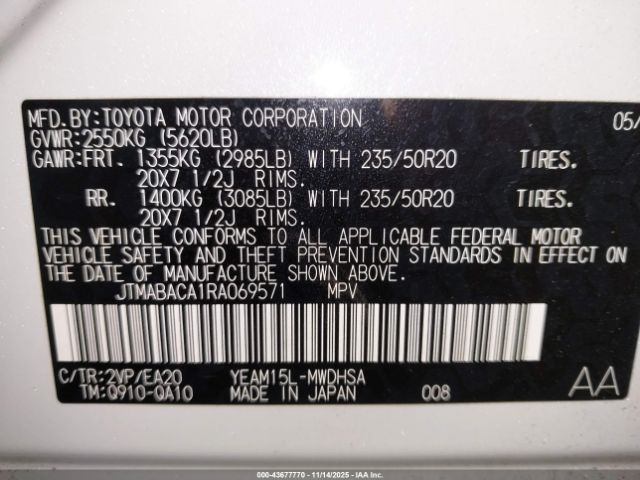 MFD.BY:TOYOTA MOTOR CORPORATION 05/
GVWR:2550KG (5620LB)
GAWR:FRT. 1355KG (2985LB) WITH 235/50R20 TIRES.
20X7 1/2J RIMS.
RR. 1400KG (3085LB) WITH 235/50R20 TIRES.
20X7 1/2J RIMS.
THIS VEHICLE CONFORMS TO ALL APPLICABLE FEDERAL MOTOR
VEHICLE SAFETY AND THEFT PREVENTION STANDARDS IN EFFECT ON
THE DATE OF MANUFACTURE SHOWN ABOVE.
JTMABACA1RA069571 MPV
C/TR:2VP/EA20 YEAM15L-MWDHSA AA
TM:Q910-QA10 MADE IN JAPAN 008
000-43677770 - 11/14/2025 - IAAI.COM